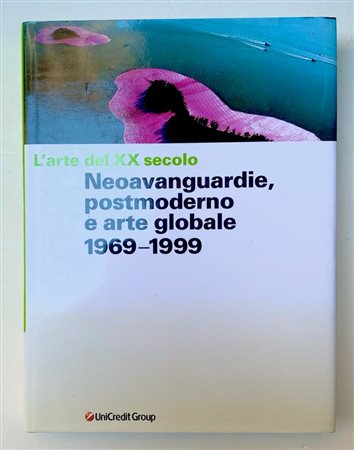 L'arte del XX secolo
Neoavanguardie,
postmoderno
e arte globale
1969–1999
UniCredit Group